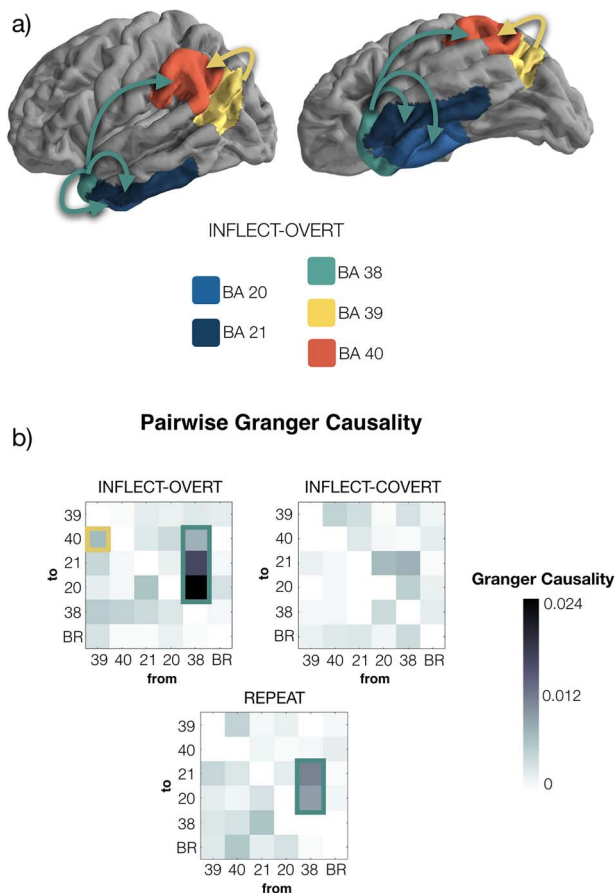 a)
INFLECT-OVERT
BA 20
BA 21
BA 38
BA 39
BA 40
Pairwise Granger Causality
b)
INFLECT-OVERT
39
40
21
20
38
BR
to
39 40 21 20 38 BR
from
INFLECT-COVERT
39
40
21
20
38
BR
to
39 40 21 20 38 BR
from
Granger Causality
0.024
0.012
0
REPEAT
39
40
21
20
38
BR
to
39 40 21 20 38 BR
from